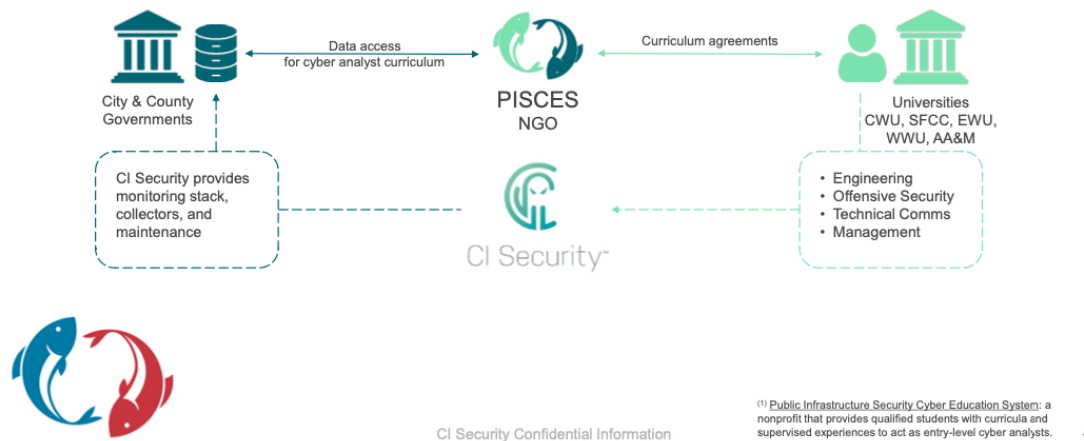 Data access
for cyber analyst curriculum
Curriculum agreements
City & County
Governments
PISCES
NGO
Universities
CWU, SFCC, EWU,
WWU, AA&M
CI Security provides
monitoring stack,
collectors, and
maintenance
CI Security™
• Engineering
• Offensive Security
• Technical Comms
• Management
(1) Public Infrastructure Security Cyber Education System: a
nonprofit that provides qualified students with curricula and
supervised experiences to act as entry-level cyber analysts.
CI Security Confidential Information